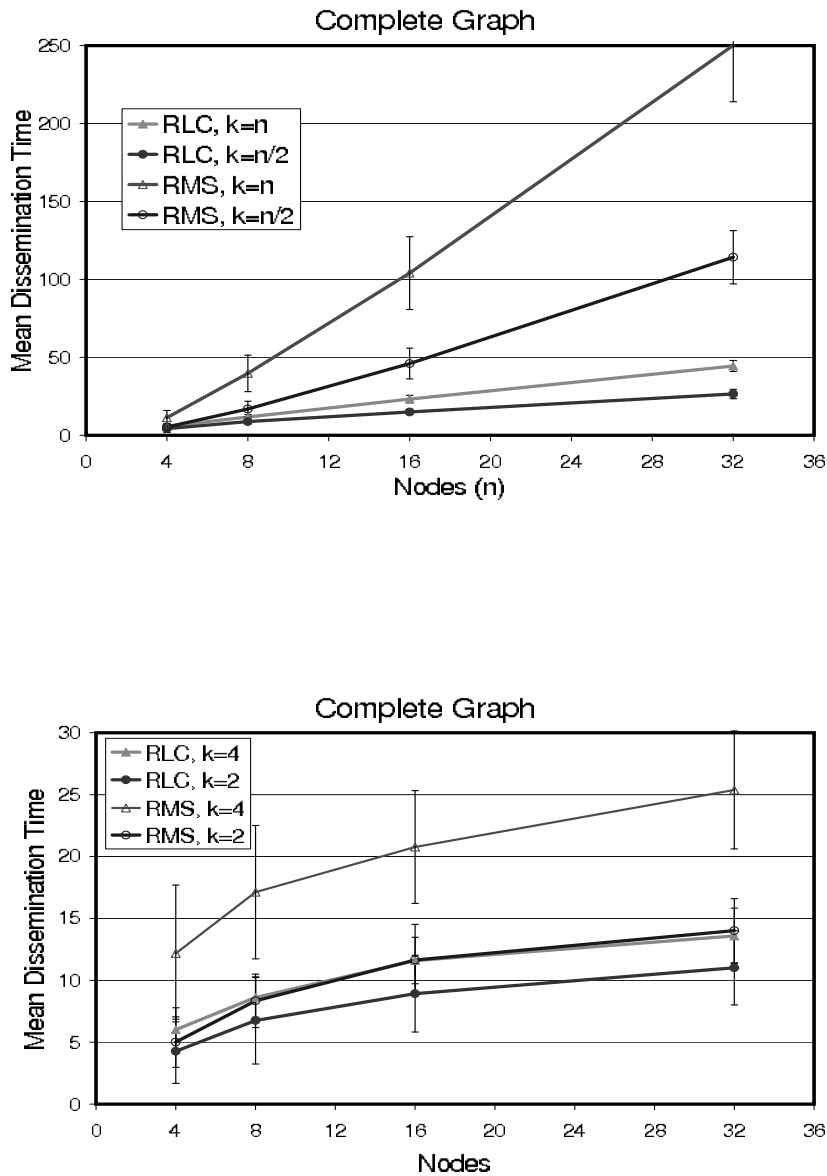 Complete Graph
250
200
150
100
50
0
Mean Dissemination Time
RLC, k=n
RLC, k=n/2
RMS, k=n
RMS, k=n/2
0 4 8 12 16 20 24 28 32 36
Nodes (n)
Complete Graph
30
25
20
15
10
5
0
Mean Dissemination Time
RLC, k=4
RLC, k=2
RMS, k=4
RMS, k=2
0 4 8 12 16 20 24 28 32 36
Nodes